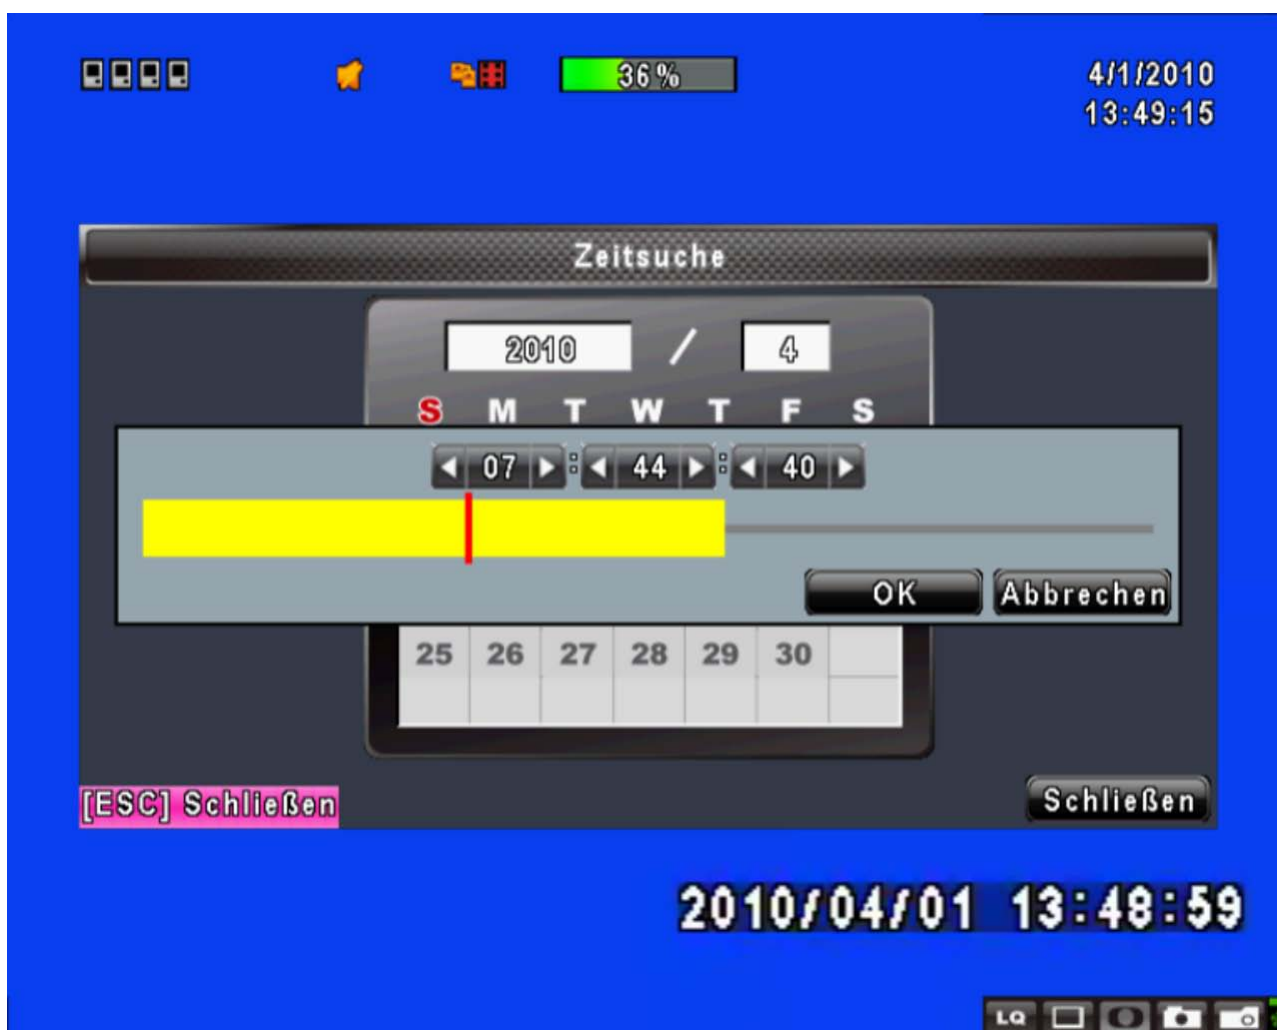 36%
4/1/2010
13:49:15
Zeitsuche
2010 / 4
S M T W T F S
07 : 44 : 40
OK Abbrechen
25 26 27 28 29 30
[ESC] Schließen
Schließen
2010/04/01 13:48:59
LQ